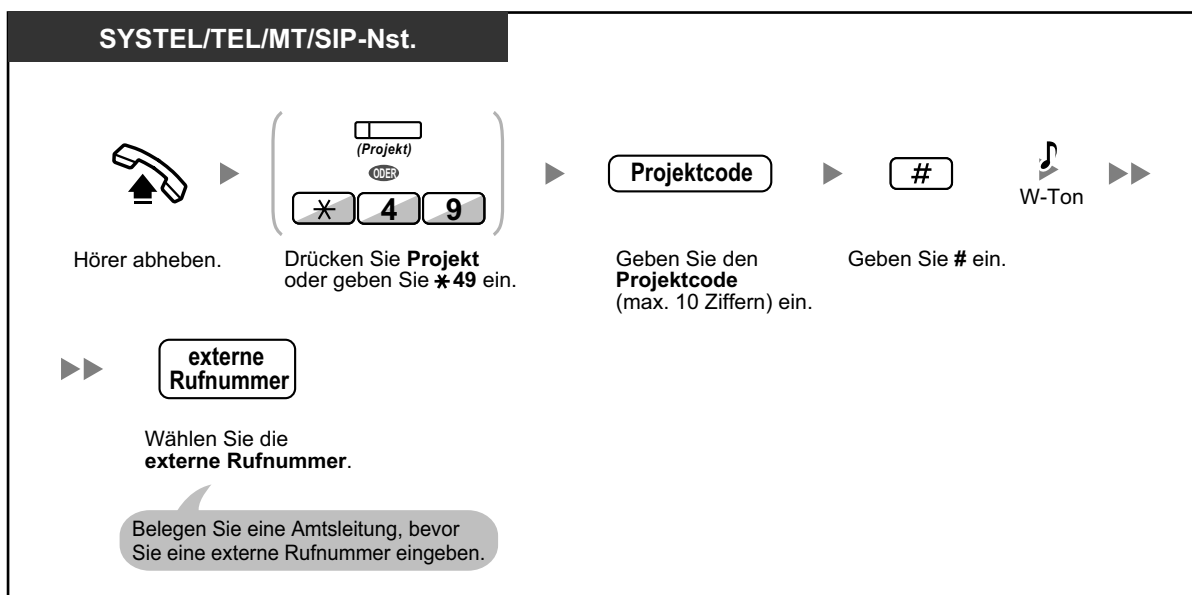 SYSTEL/TEL/MT/SIP-Nst.
(Projekt)
ODER
* 4 9
Projektcode
#
W-Ton
Hörer abheben.
Drücken Sie Projekt
oder geben Sie *49 ein.
Geben Sie den
Projektcode
(max. 10 Ziffern) ein.
Geben Sie # ein.
externe
Rufnummer
Wählen Sie die
externe Rufnummer.
Belegen Sie eine Amtsleitung, bevor
Sie eine externe Rufnummer eingeben.